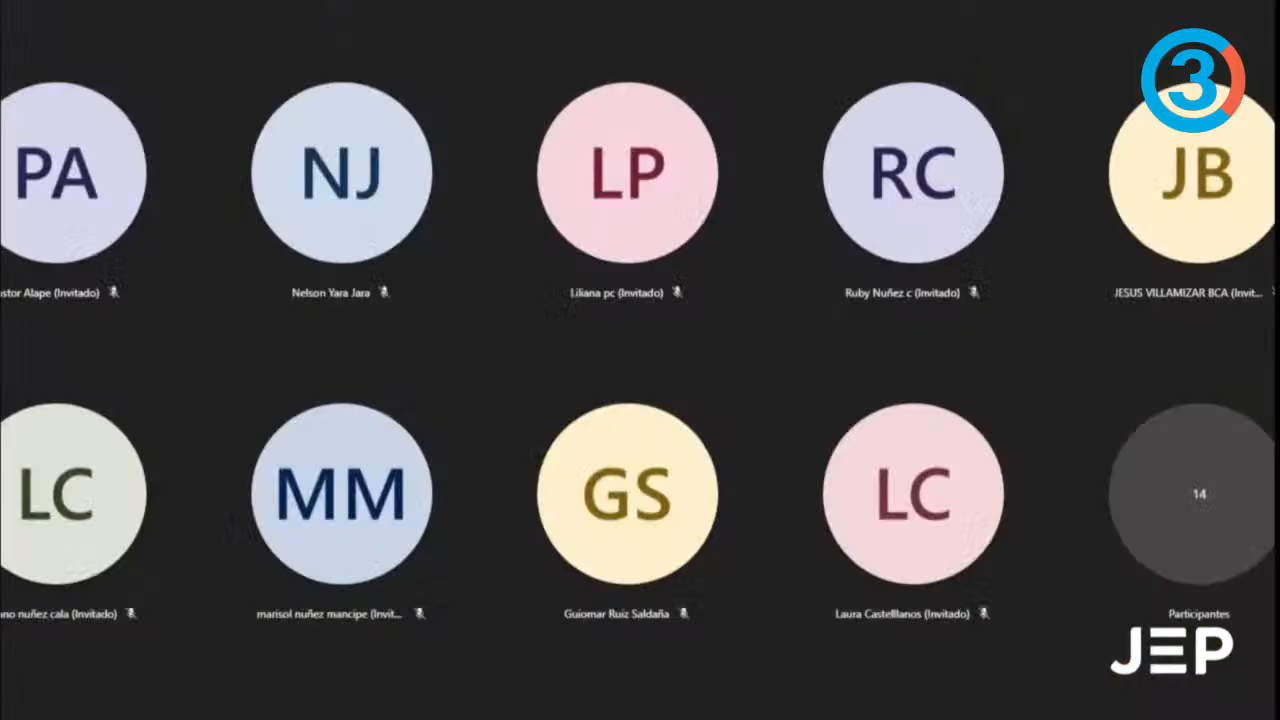 3
PA
NJ
LP
RC
JB
stor Alape (Invitado)
Nelson Yara Jara
Liliana pc (Invitado)
Ruby Nuñez c (Invitado)
JESUS VILLAMIZAR BCA (Invit...
LC
MM
GS
LC
14
no nuñez cala (Invitado)
marisol nuñez mancipe (Invit...
Guiomar Ruiz Saldaña
Laura Castelllanos (Invitado)
Participantes
JEP